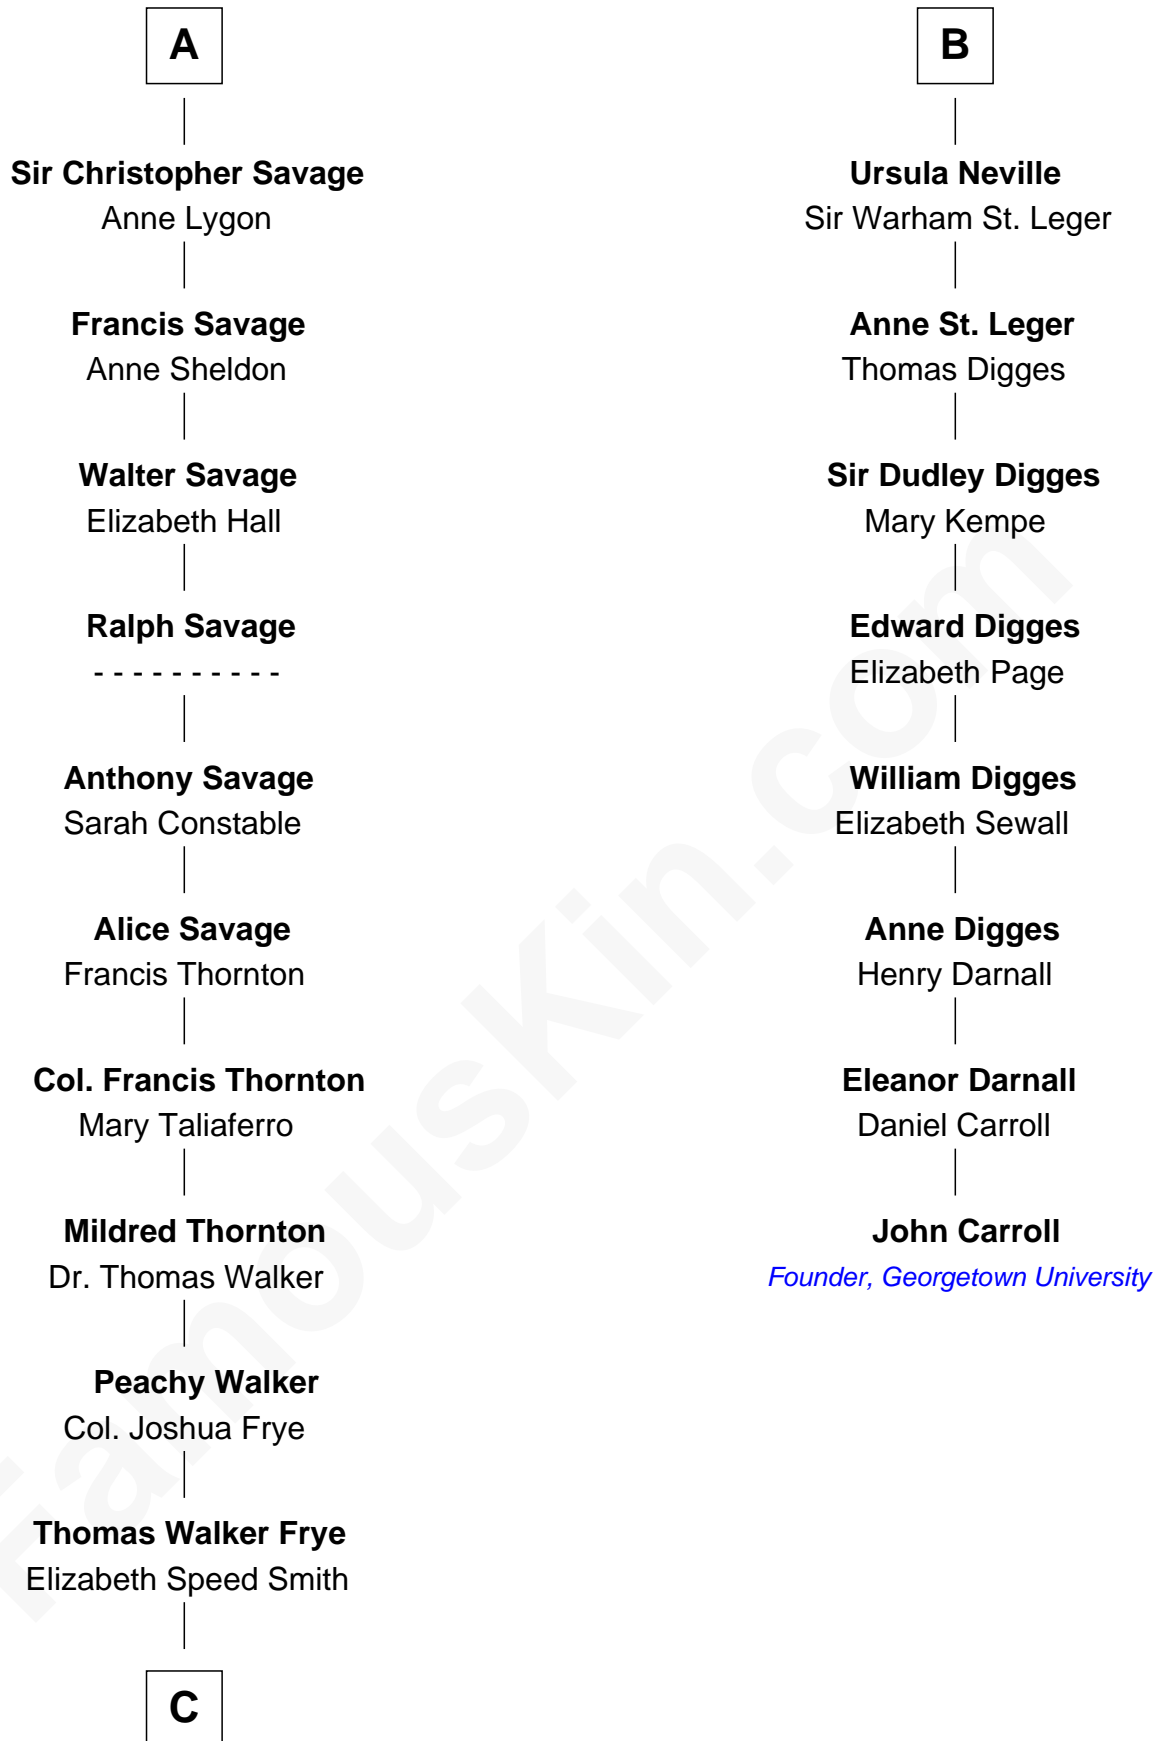 A
Sir Christopher Savage
Anne Lygon
Francis Savage
Anne Sheldon
Walter Savage
Elizabeth Hall
Ralph Savage
- - - - - - - - - -
Anthony Savage
Sarah Constable
Alice Savage
Francis Thornton
Col. Francis Thornton
Mary Taliaferro
Mildred Thornton
Dr. Thomas Walker
Peachy Walker
Col. Joshua Frye
Thomas Walker Frye
Elizabeth Speed Smith
C
B
Ursula Neville
Sir Warham St. Leger
Anne St. Leger
Thomas Digges
Sir Dudley Digges
Mary Kempe
Edward Digges
Elizabeth Page
William Digges
Elizabeth Sewall
Anne Digges
Henry Darnall
Eleanor Darnall
Daniel Carroll
John Carroll
Founder, Georgetown University
FamousKin.com